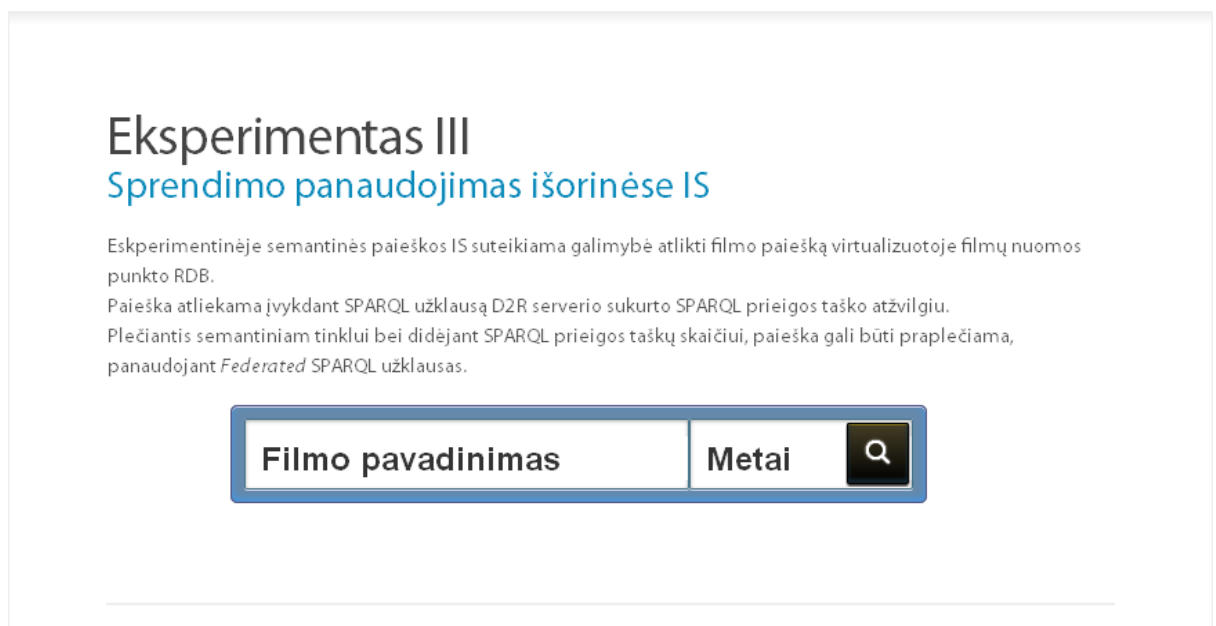 Eksperimentas III
Sprendimo panaudojimas išorinėse IS
Eskperimentinėje semantinės paieškos IS suteikiama galimybė atlikti filmo paiešką virtualizuotoje filmų nuomos
punkto RDB.
Paieška atliekama įvykdant SPARQL užklausą D2R serverio sukurto SPARQL prieigos taško atžvilgiu.
Plečiantis semantiniam tinklui bei didėjant SPARQL prieigos taškų skaičiui, paieška gali būti praplečiama,
panaudojant Federated SPARQL užklausas.
Filmo pavadinimas Metai